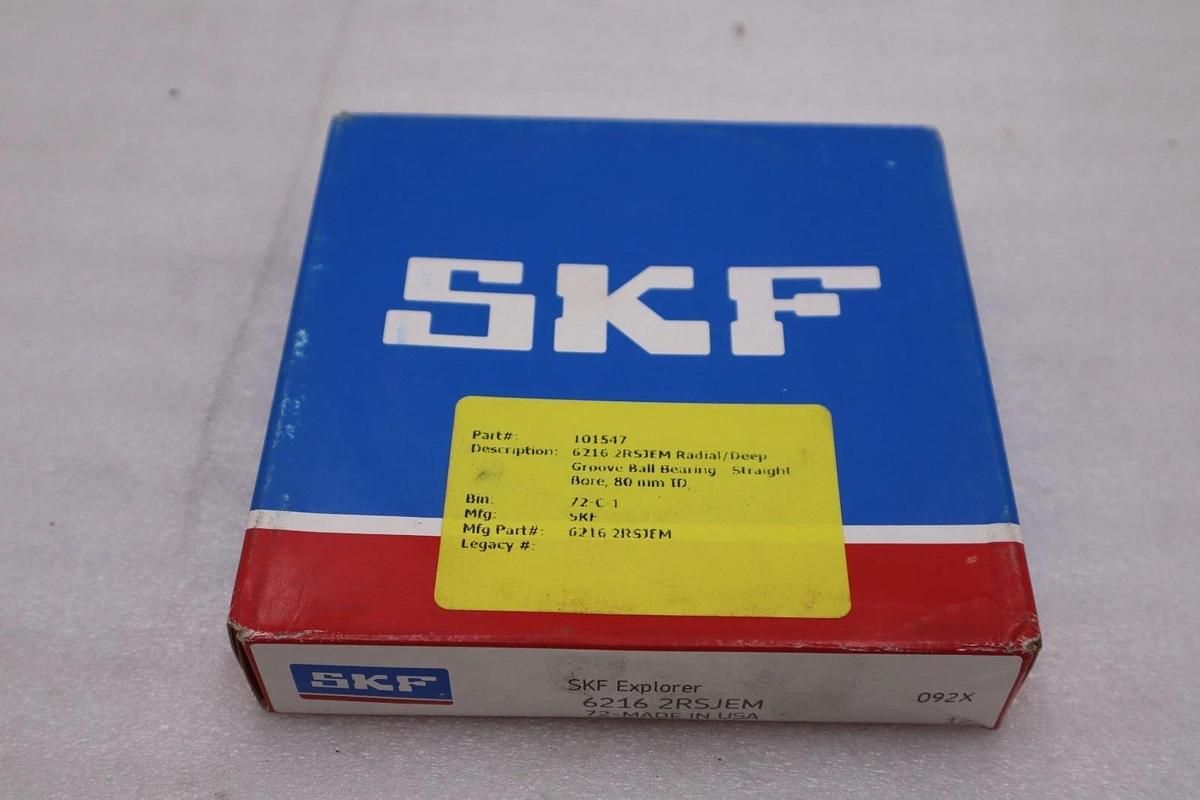 SKF
Part#: 101547
Description: 6216 2RSJEM Radial/Deep
Groove Ball Bearing - Straight
Bore, 80 mm ID,
Bin: 72-C-1
Mfg: SKF
Mfg Part#: 6216 2RSJEM
Legacy #:
SKF
SKF Explorer
6216 2RSJEM
72-MADE IN USA
092X